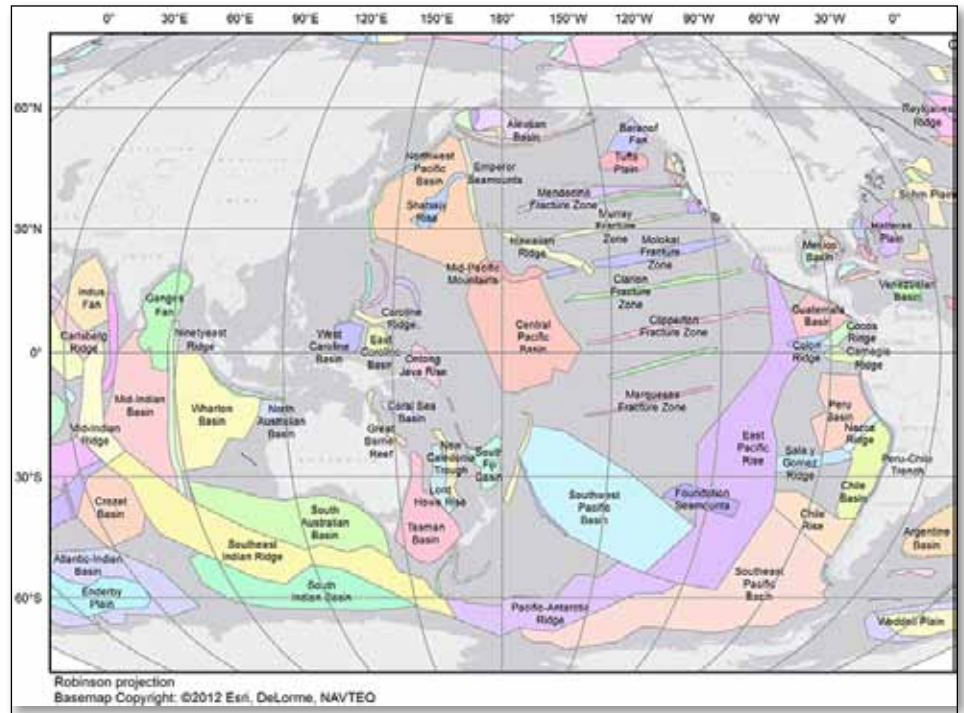 0° 30°E 60°E 90°E 120°E 150°E 180° 150°W 120°W 90°W 60°W 30°W 0°
60°N
30°N
0°
30°S
60°S
Aleutian
Basin
Baranof
Fan
Tufts
Plain
Reykjanes
Ridge
Northwest
Pacific
Basin
Emperor
Seamounts
Shatsky
Rise
Mendocino
Fracture Zone
Murray
Fracture
Zone
Sohm Plain
Hatteras
Plain
Hawaiian
Ridge
Molokai
Fracture
Zone
Mexico
Basin
Mid-Pacific
Mountains
Clarion
Fracture
Zone
Venezuelan
Basin
Indus
Fan
Ganges
Fan
Carlsberg
Ridge
Ninetyeast
Ridge
West
Caroline
Basin
Caroline
Ridge
East
Caroline
Basin
Ontong
Java Rise
Central
Pacific
Basin
Clipperton
Fracture Zone
Guatemala
Basin
Cocos
Ridge
Colon
Ridge
Carnegie
Ridge
Mid-Indian
Basin
Wharton
Basin
North
Australian
Basin
Coral Sea
Basin
Marquesas
Fracture Zone
Peru
Basin
Mid-Indian
Ridge
Great
Barrier
Reef
New
Caledonia
Trough
South
Fiji
Basin
East
Pacific
Rise
Nazca
Ridge
Sala y
Gomez
Ridge
Peru-Chile
Trench
Crozet
Basin
Lord
Howe Rise
Southwest
Pacific
Basin
Foundation
Seamounts
Chile
Basin
South
Australian
Basin
Tasman
Basin
Chile
Rise
Argentine
Basin
Southeast
Indian Ridge
Atlantic-Indian
Basin
Enderby
Plain
South
Indian Basin
Southeast
Pacific
Basin
Pacific-Antarctic
Ridge
Weddell Plain
Robinson projection
Basemap Copyright: ©2012 Esri, DeLorme, NAVTEQ